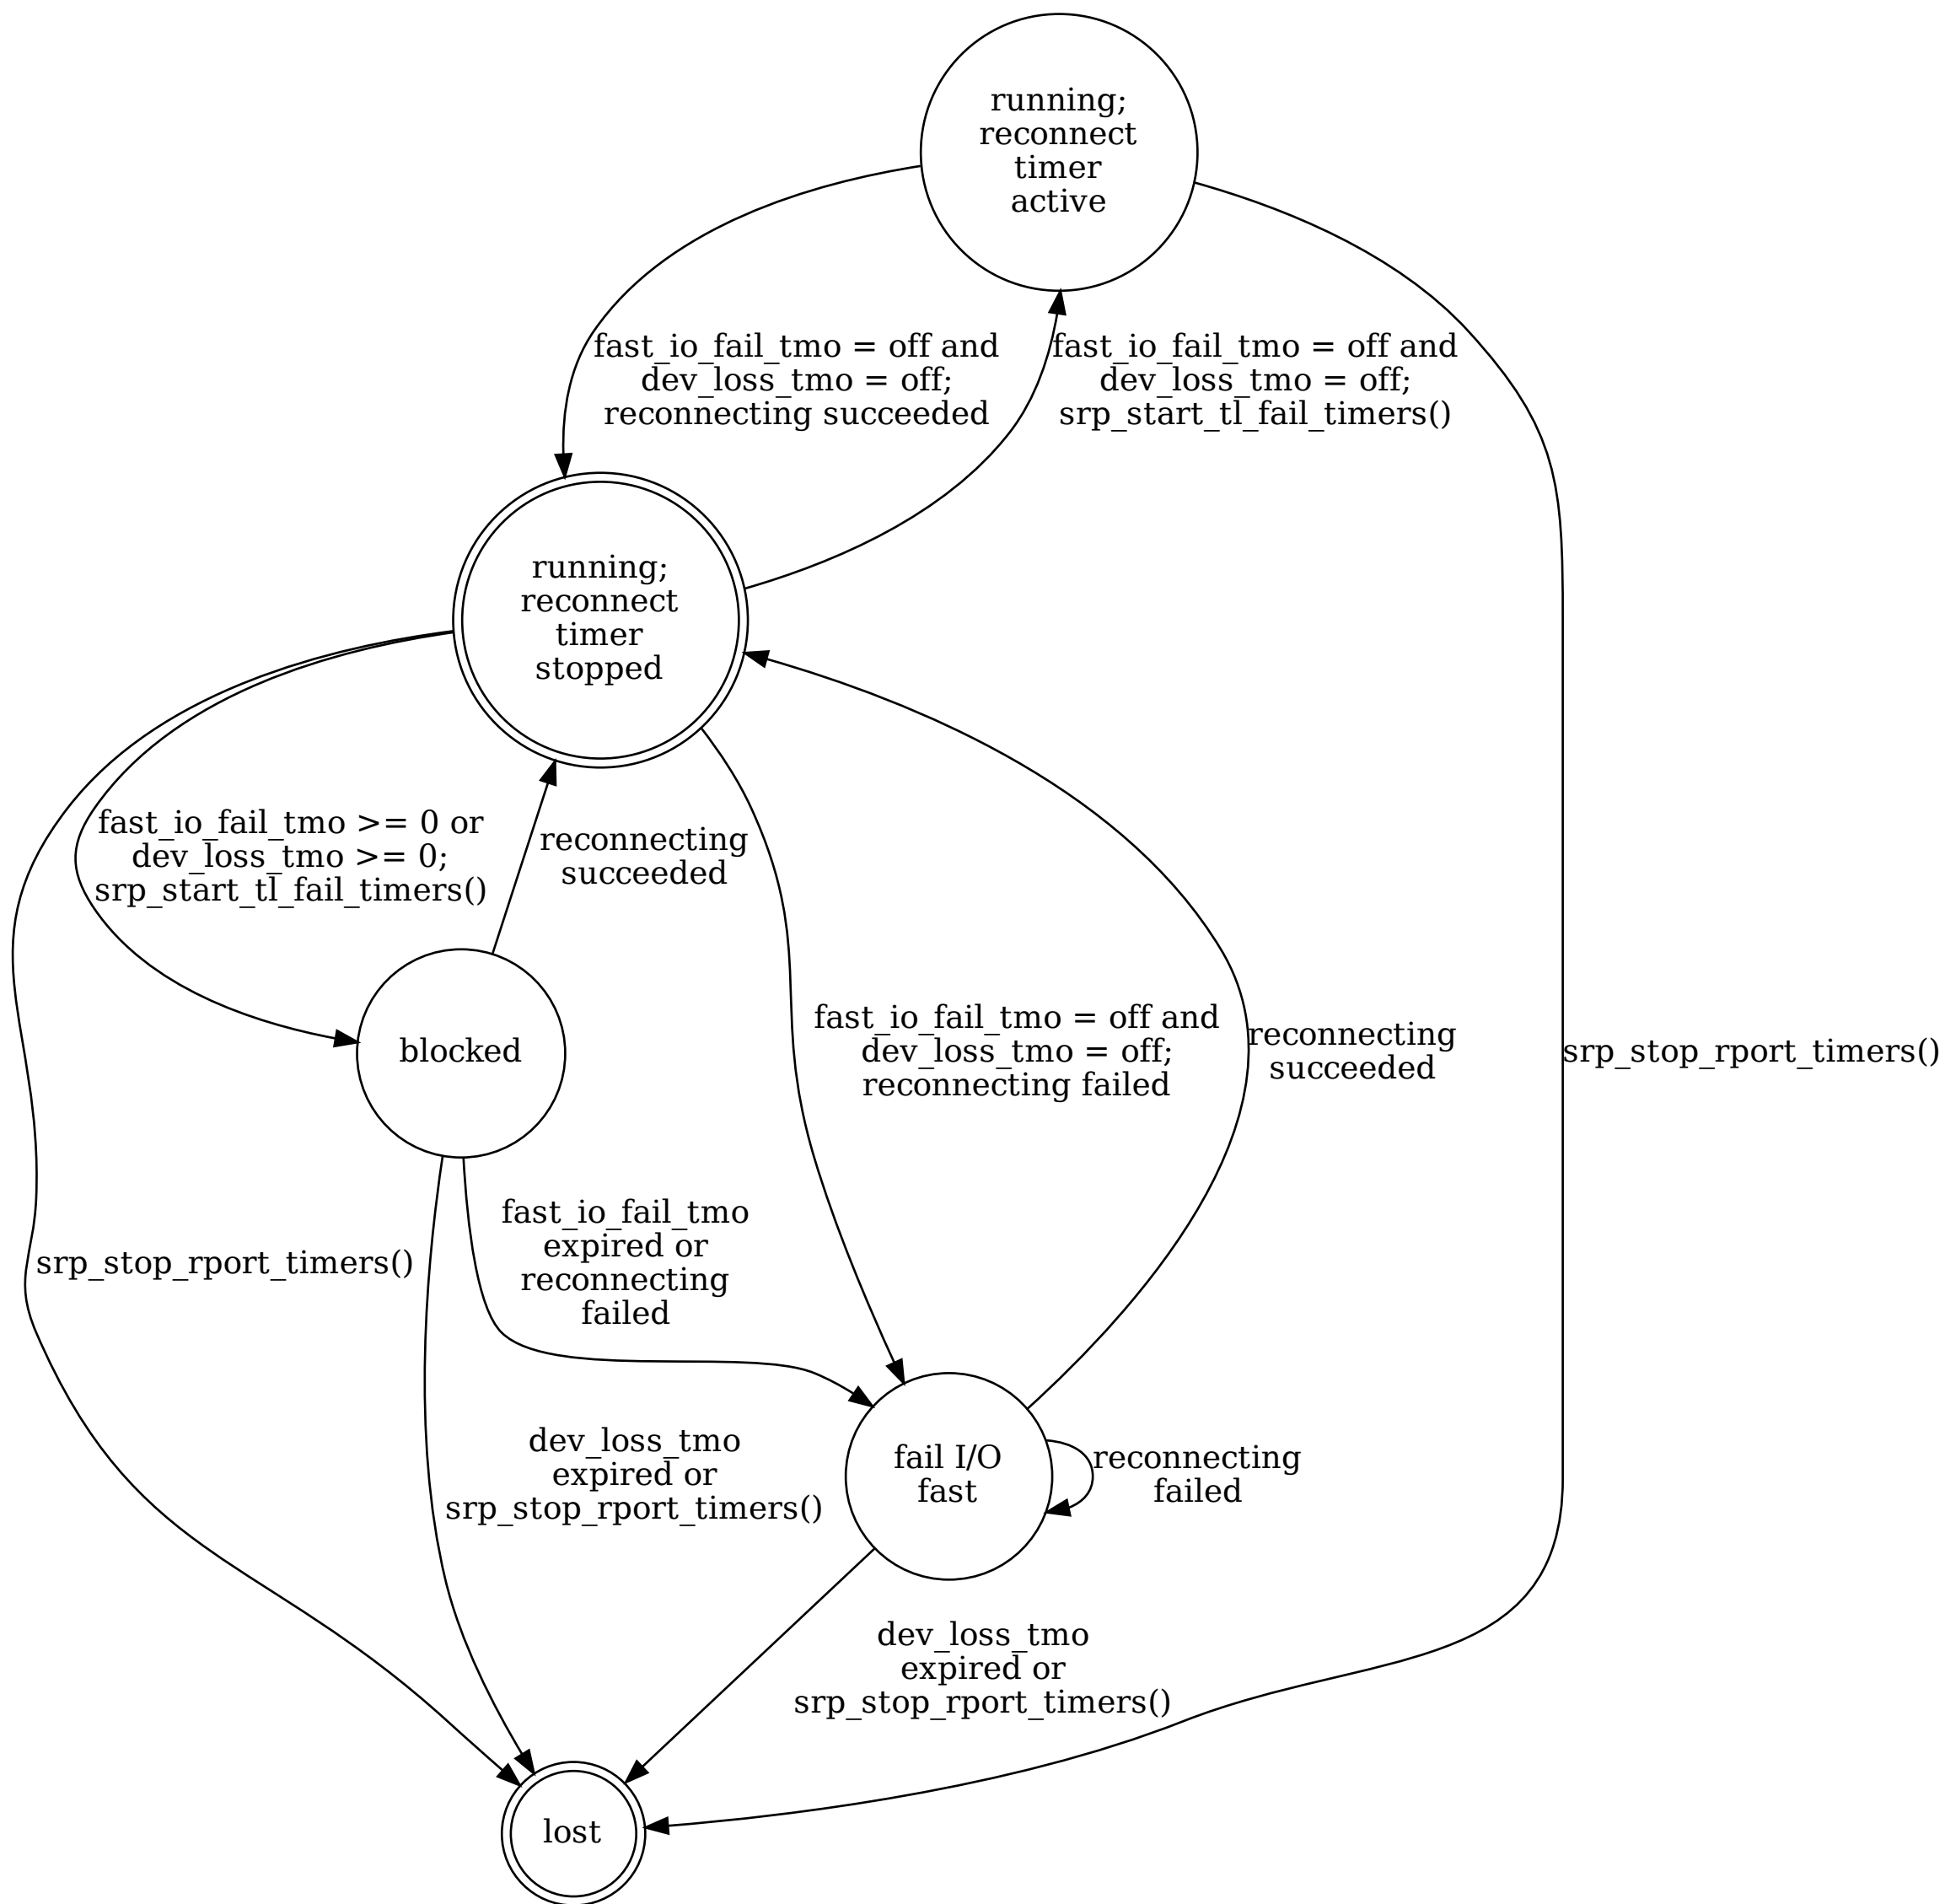 running;
reconnect
timer
active
fast_io_fail_tmo = off and
dev_loss_tmo = off;
reconnecting succeeded
fast_io_fail_tmo = off and
dev_loss_tmo = off;
srp_start_tl_fail_timers()
running;
reconnect
timer
stopped
fast_io_fail_tmo >= 0 or
dev_loss_tmo >= 0;
srp_start_tl_fail_timers()
reconnecting
succeeded
blocked
fast_io_fail_tmo = off and
dev_loss_tmo = off;
reconnecting failed
reconnecting
succeeded
srp_stop_rport_timers()
srp_stop_rport_timers()
fast_io_fail_tmo
expired or
reconnecting
failed
dev_loss_tmo
expired or
srp_stop_rport_timers()
fail I/O
fast
reconnecting
failed
dev_loss_tmo
expired or
srp_stop_rport_timers()
lost